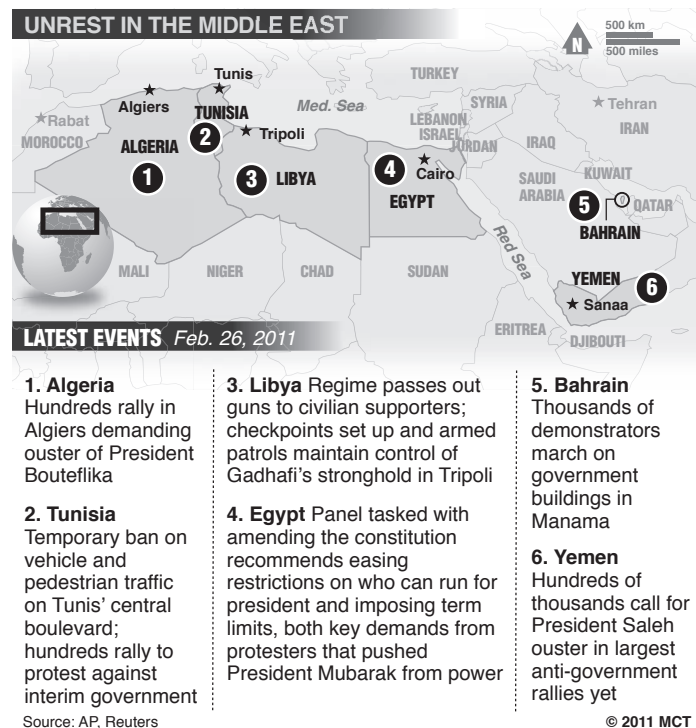 UNREST IN THE MIDDLE EAST
N
500 km
500 miles
Tunis
Algiers
TUNISIA
Med. Sea
TURKEY
SYRIA
Tehran
Rabat
MOROCCO
ALGERIA
2
Tripoli
LEBANON
ISRAEL
JORDAN
IRAQ
IRAN
1
3
LIBYA
4
Cairo
EGYPT
SAUDI
ARABIA
KUWAIT
5
QATAR
BAHRAIN
Red Sea
MALI
NIGER
CHAD
SUDAN
YEMEN
6
Sanaa
ERITREA
DJIBOUTI
LATEST EVENTS Feb. 26, 2011
1. Algeria
Hundreds rally in
Algiers demanding
ouster of President
Bouteflika
2. Tunisia
Temporary ban on
vehicle and
pedestrian traffic
on Tunis’ central
boulevard;
hundreds rally to
protest against
interim government
3. Libya Regime passes out
guns to civilian supporters;
checkpoints set up and armed
patrols maintain control of
Gadhafi’s stronghold in Tripoli
4. Egypt Panel tasked with
amending the constitution
recommends easing
restrictions on who can run for
president and imposing term
limits, both key demands from
protesters that pushed
President Mubarak from power
5. Bahrain
Thousands of
demonstrators
march on
government
buildings in
Manama
6. Yemen
Hundreds of
thousands call for
President Saleh
ouster in largest
anti-government
rallies yet
Source: AP, Reuters
© 2011 MCT